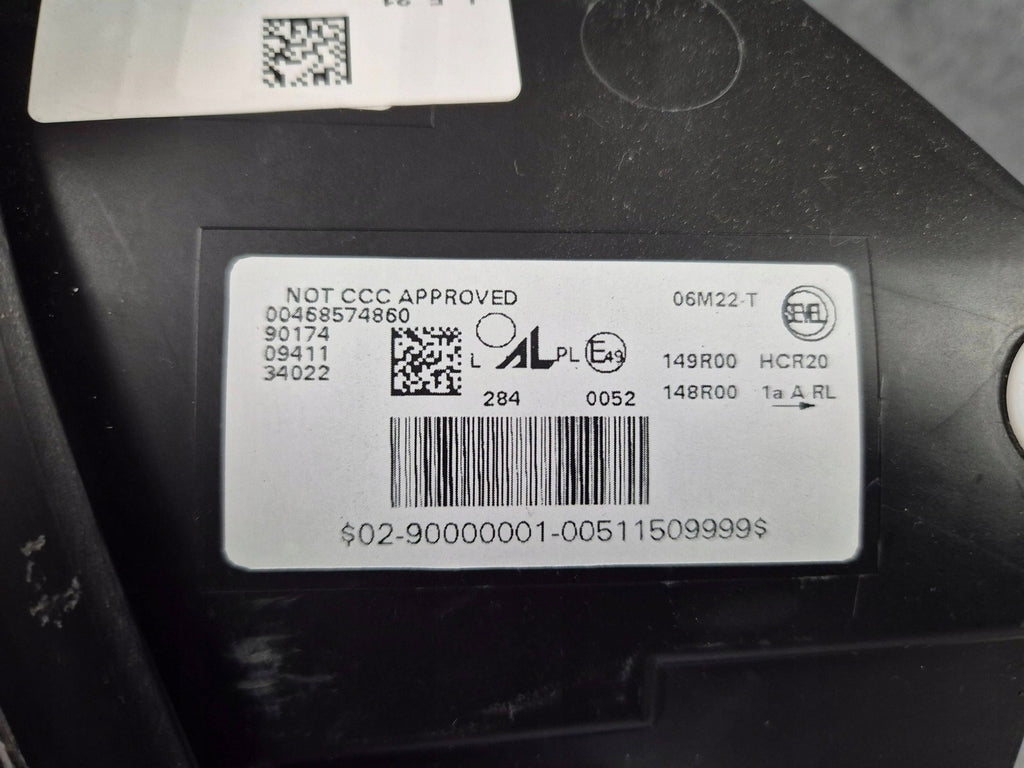 NOT CCC APPROVED
00468574860
90174
09411
34022
L AL PL E49
284 0052
06M22-T SEVEL
149R00 HCR20
148R00 1a A RL
$02-90000001-00511509999$